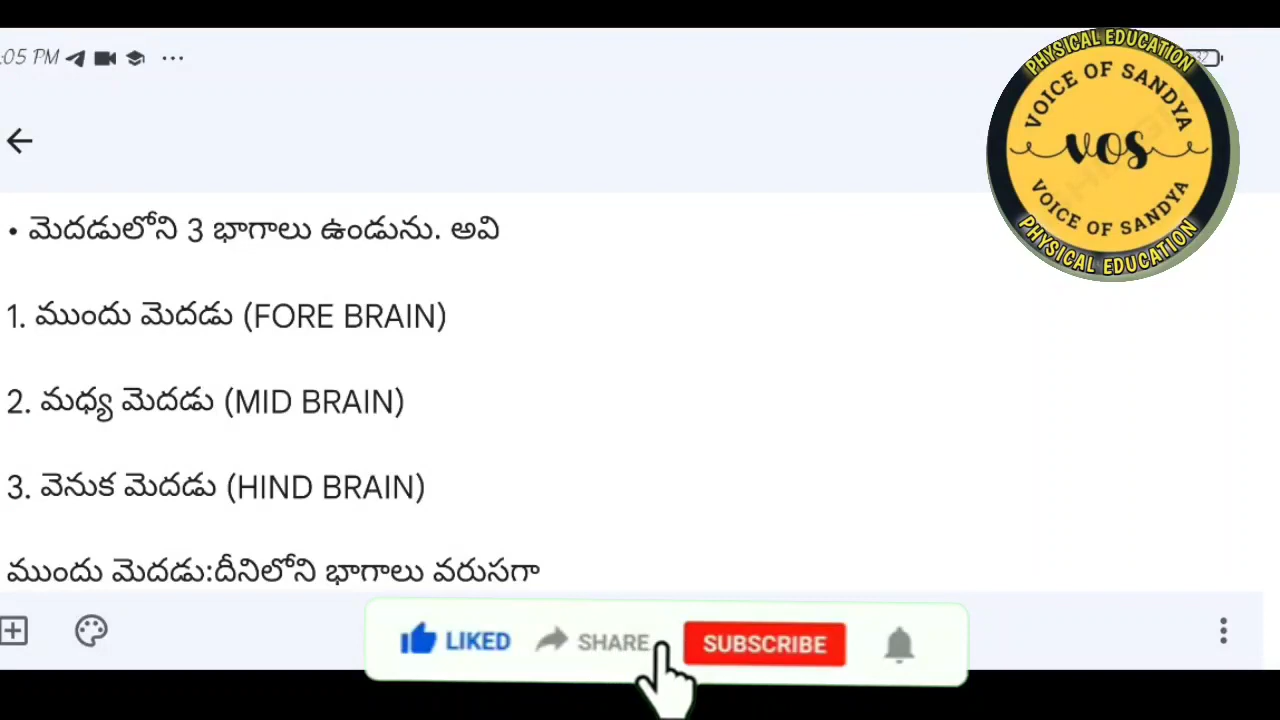 :05 PM
• మెదడులోని 3 భాగాలు ఉండును. అవి
1. ముందు మెదడు (FORE BRAIN)
2. మధ్య మెదడు (MID BRAIN)
3. వెనుక మెదడు (HIND BRAIN)
ముందు మెదడు:దీనిలోని భాగాలు వరుసగా
PHYSICAL EDUCATION
VOICE OF SANDYA
vos
VOICE OF SANDYA
PHYSICAL EDUCATION
LIKED SHARE SUBSCRIBE